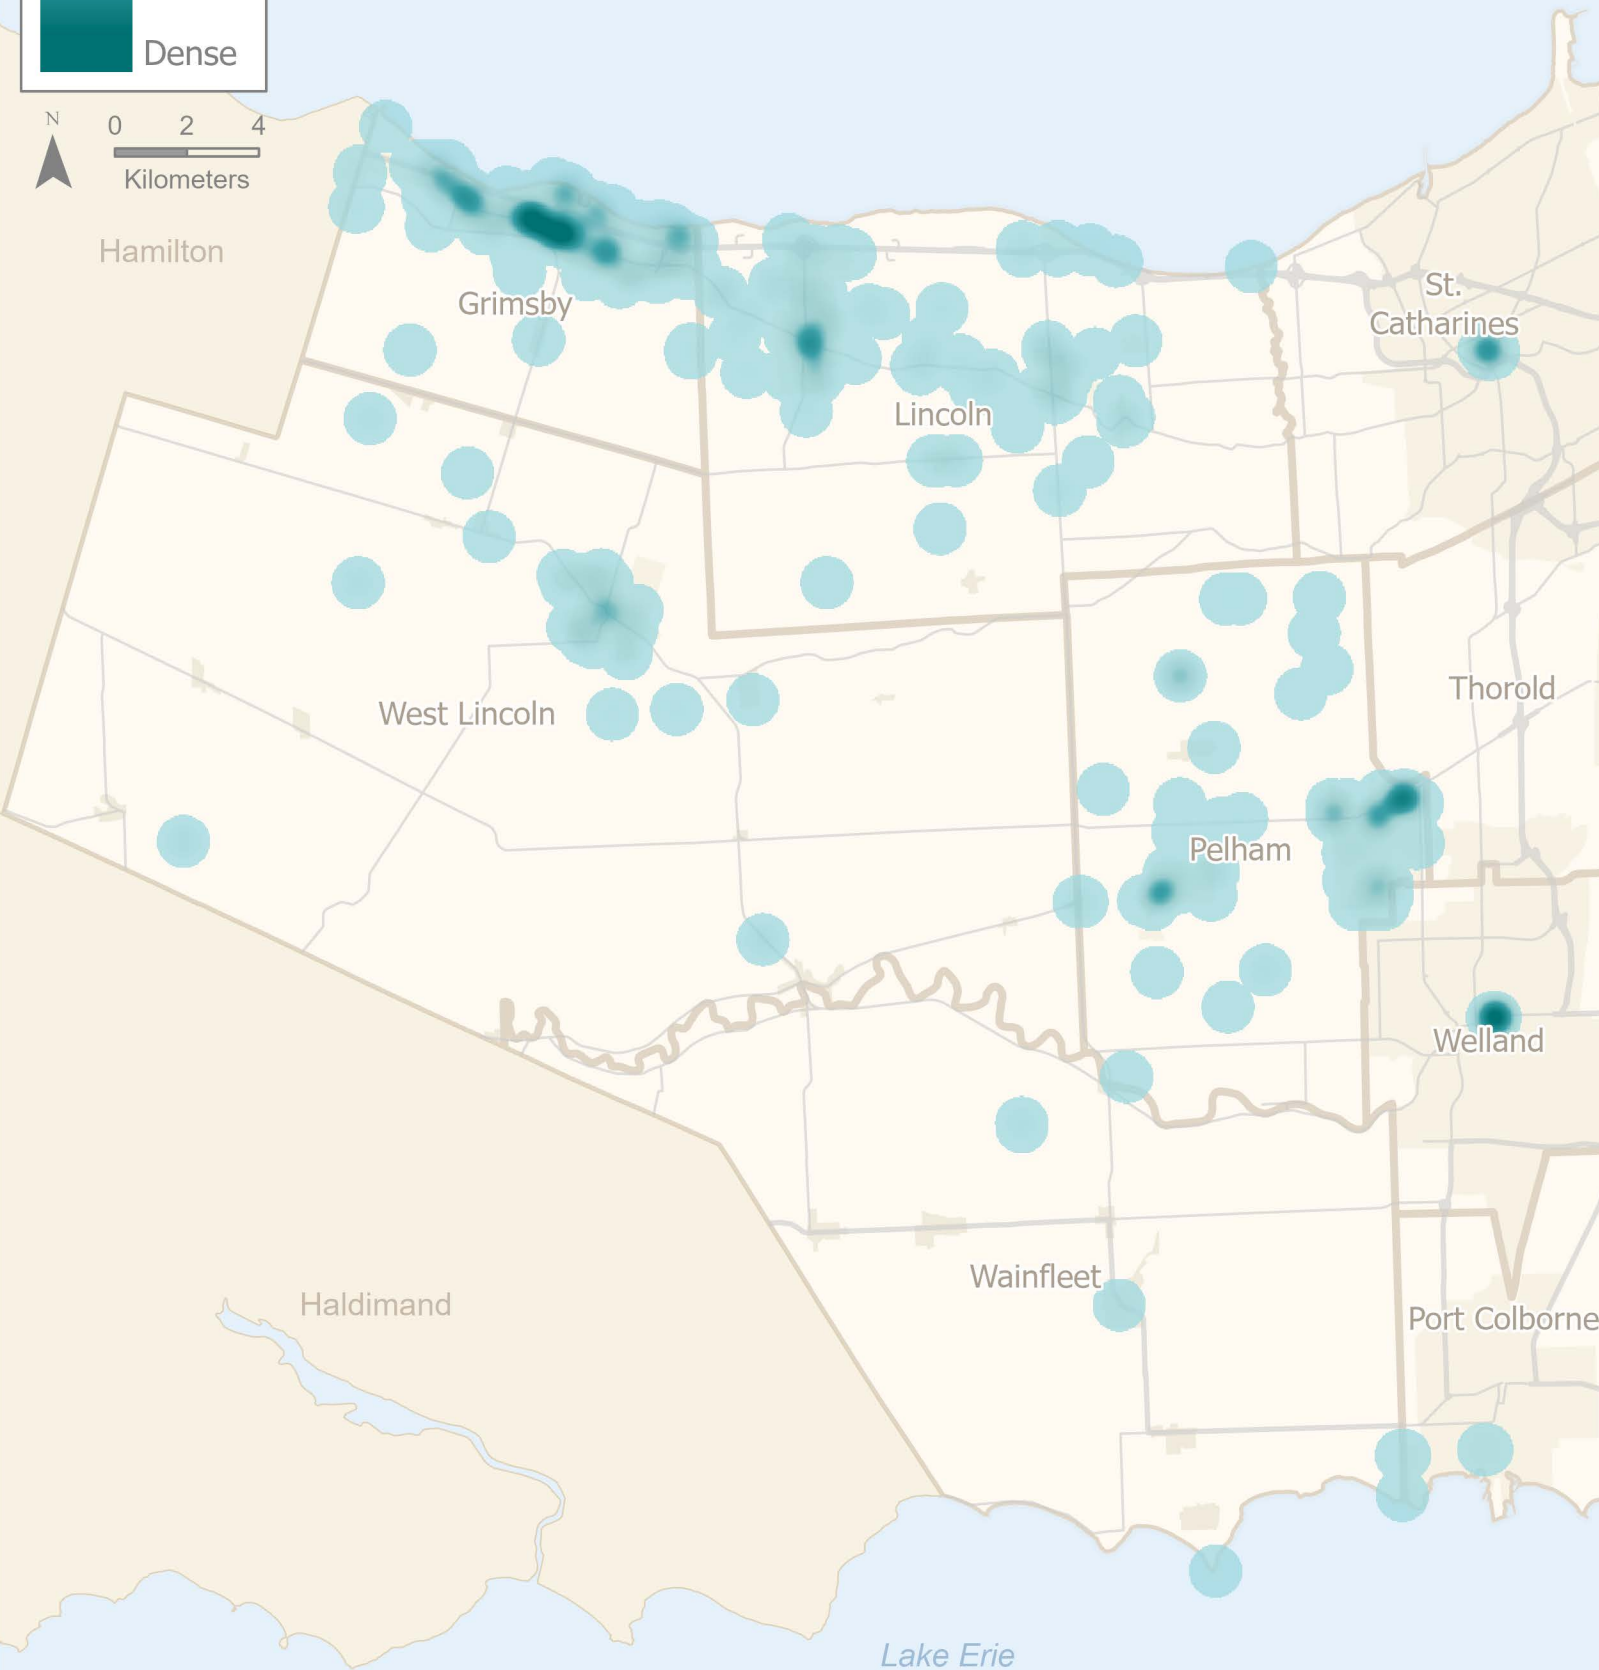 Dense
N
0 2 4
Kilometers
Hamilton
Grimsby
St.
Catharines
Lincoln
Thorold
West Lincoln
Pelham
Welland
Wainfleet
Haldimand
Port Colborne
Lake Erie